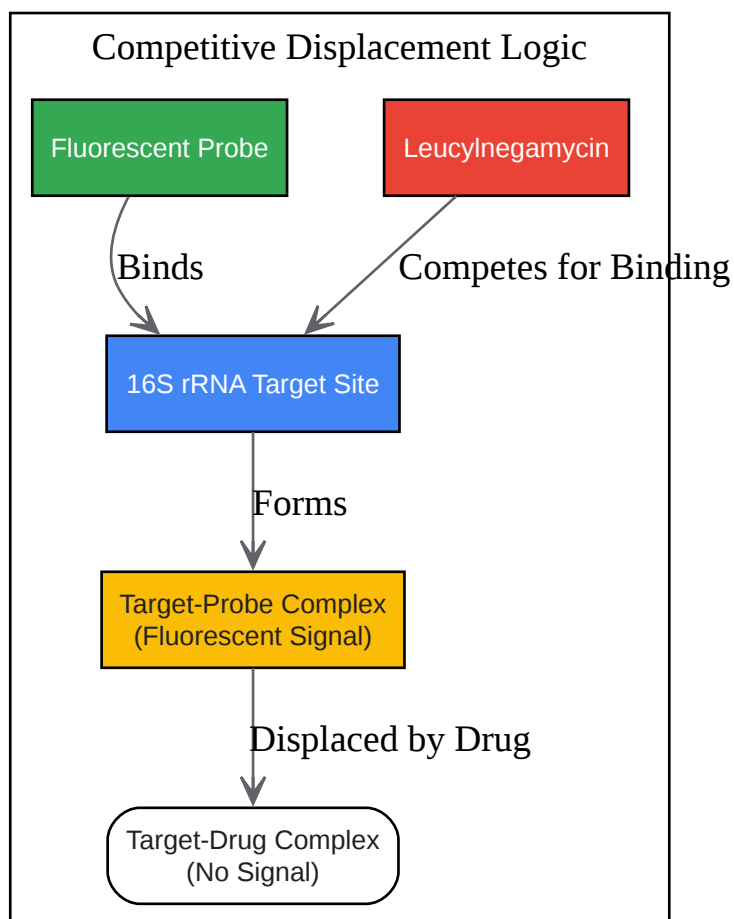 Competitive Displacement Logic
Fluorescent Probe
Leucylnegamycin
Binds
Competes for Binding
16S rRNA Target Site
Forms
Target-Probe Complex
(Fluorescent Signal)
Displaced by Drug
Target-Drug Complex
(No Signal)